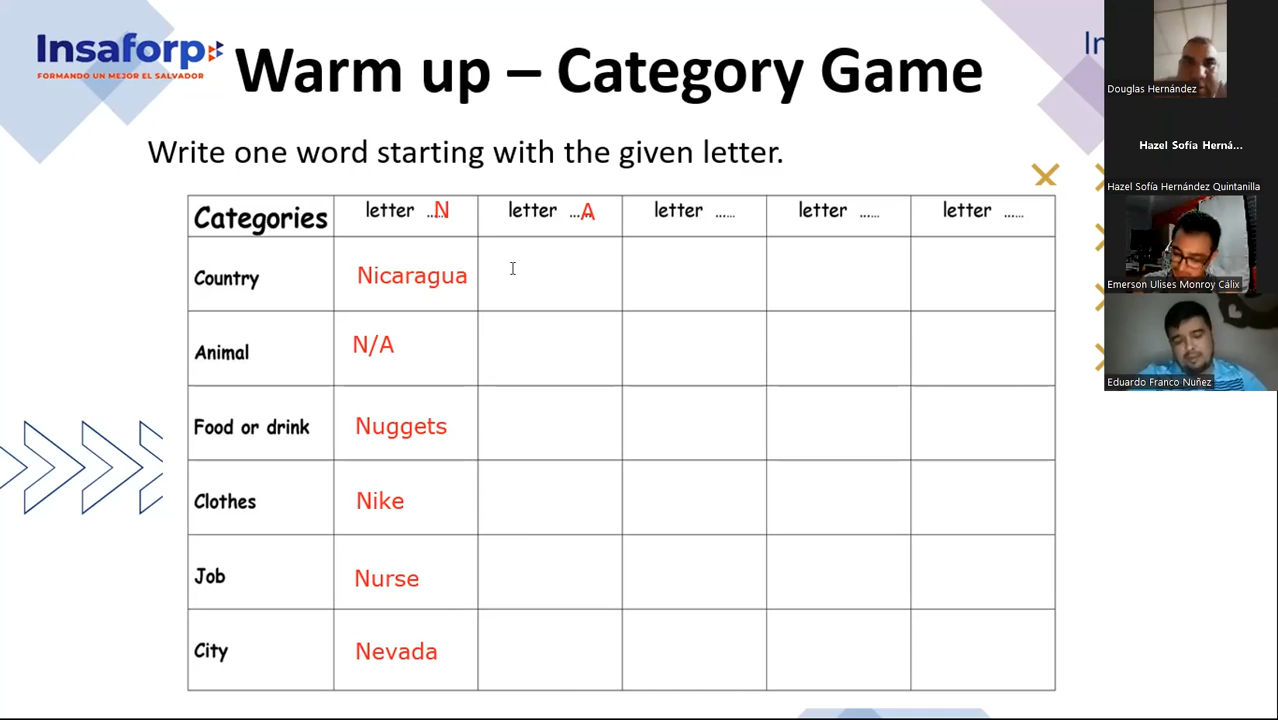 Insaforp
FORMANDO UN MEJOR EL SALVADOR
Warm up – Category Game
In
Write one word starting with the given letter.
Categories letter ......N letter ......A letter ...... letter ...... letter ......
Country Nicaragua
Animal N/A
Food or drink Nuggets
Clothes Nike
Job Nurse
City Nevada
Douglas Hernández
Hazel Sofía Herná...
Hazel Sofía Hernández Quintanilla
Emerson Ulises Monroy Cálix
Eduardo Franco Nuñez